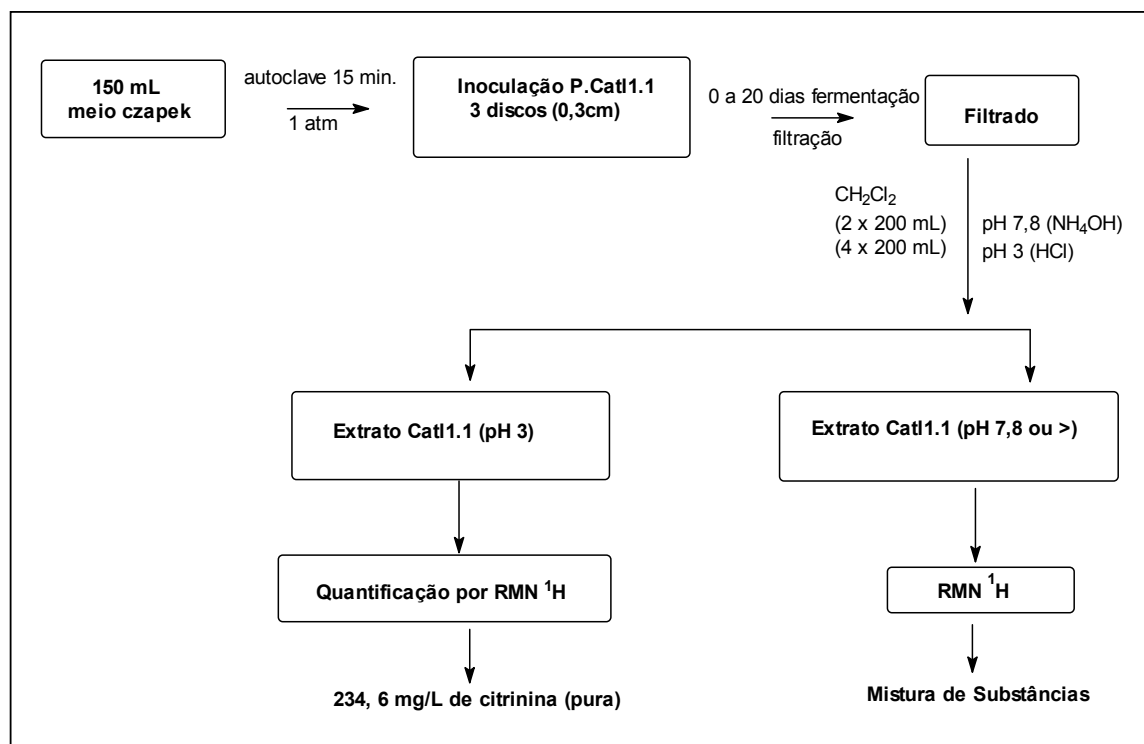 150 mL
meio czapek
autoclave 15 min.
1 atm
Inoculação P.CatI1.1
3 discos (0,3cm)
0 a 20 dias fermentação
filtração
Filtrado
CH₂Cl₂
(2 x 200 mL)
(4 x 200 mL)
pH 7,8 (NH₄OH)
pH 3 (HCl)
Extrato CatI1.1 (pH 3)
Extrato CatI1.1 (pH 7,8 ou >)
Quantificação por RMN ¹H
RMN ¹H
234, 6 mg/L de citrinina (pura)
Mistura de Substâncias